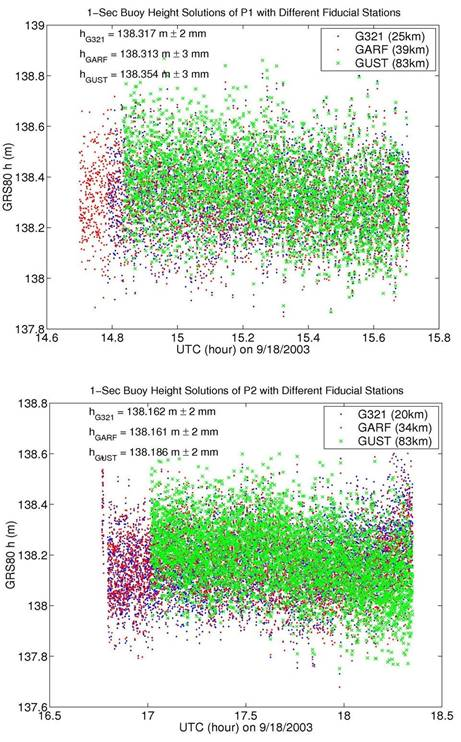 1-Sec Buoy Height Solutions of P1 with Different Fiducial Stations
139
138.8
138.6
138.4
138.2
138
137.8
GRS80 h (m)
hG321 = 138.317 m ± 2 mm
hGARF = 138.313 m ± 3 mm
hGUST = 138.354 m ± 3 mm
G321 (25km)
GARF (39km)
GUST (83km)
14.6 14.8 15 15.2 15.4 15.6 15.8
UTC (hour) on 9/18/2003
1-Sec Buoy Height Solutions of P2 with Different Fiducial Stations
138.8
138.6
138.4
138.2
138
137.8
137.6
GRS80 h (m)
hG321 = 138.162 m ± 2 mm
hGARF = 138.161 m ± 2 mm
hGUST = 138.186 m ± 2 mm
G321 (20km)
GARF (34km)
GUST (83km)
16.5 17 17.5 18 18.5
UTC (hour) on 9/18/2003